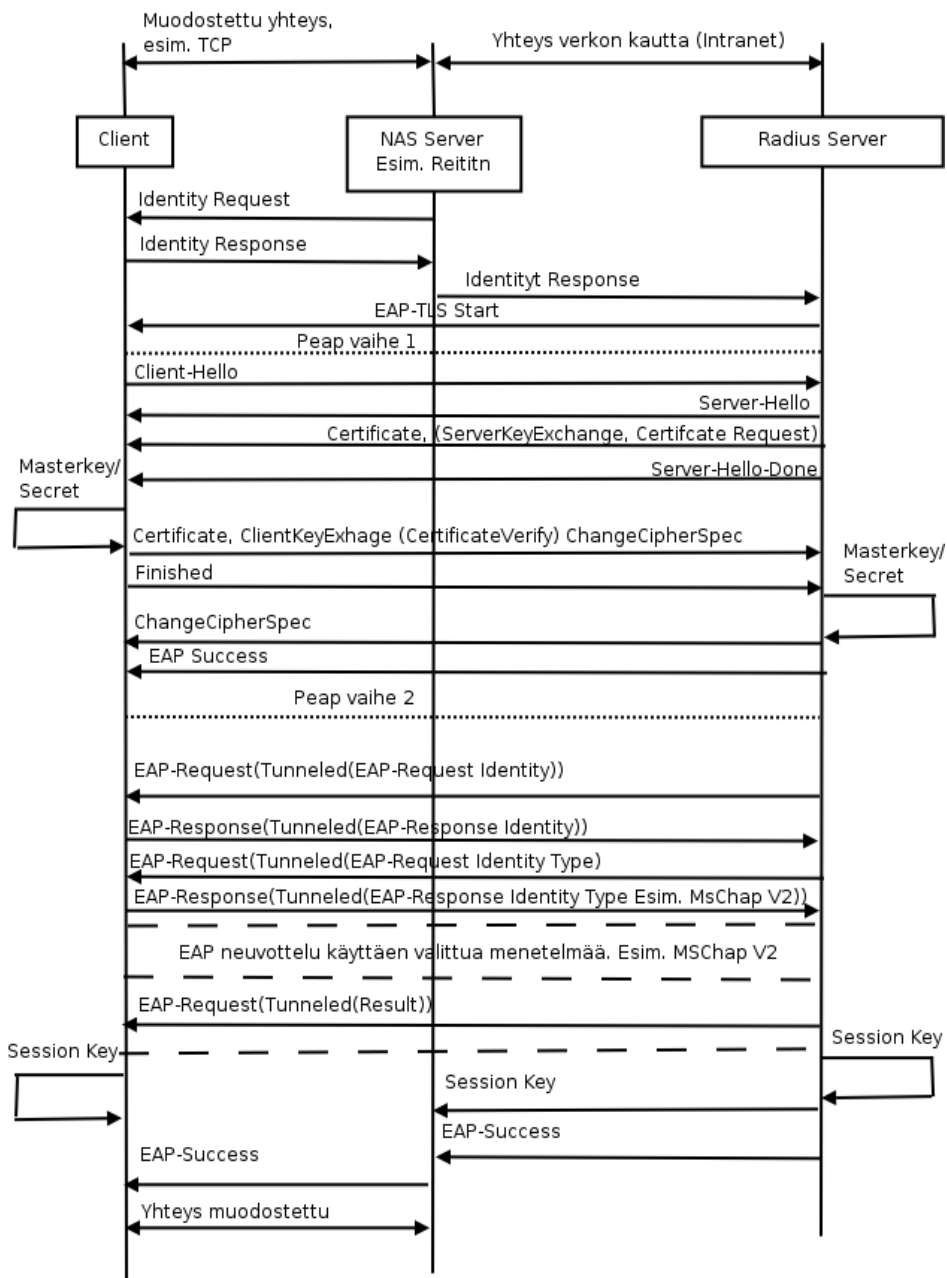 Muodostettu yhteys,
esim. TCP
Yhteys verkon kautta (Intranet)
Client
NAS Server
Esim. Reititn
Radius Server
Identity Request
Identity Response
Identityt Response
EAP-TLS Start
Peap vaihe 1
Client-Hello
Server-Hello
Certificate, (ServerKeyExchange, Certifcate Request)
Server-Hello-Done
Masterkey/
Secret
Certificate, ClientKeyExhage (CertificateVerify) ChangeCipherSpec
Finished
Masterkey/
Secret
ChangeCipherSpec
EAP Success
Peap vaihe 2
EAP-Request(Tunneled(EAP-Request Identity))
EAP-Response(Tunneled(EAP-Response Identity))
EAP-Request(Tunneled(EAP-Request Identity Type)
EAP-Response(Tunneled(EAP-Response Identity Type Esim. MsChap V2))
EAP neuvottelu käyttäen valittua menetelmää. Esim. MSChap V2
EAP-Request(Tunneled(Result))
Session Key
Session Key
Session Key
EAP-Success
EAP-Success
Yhteys muodostettu